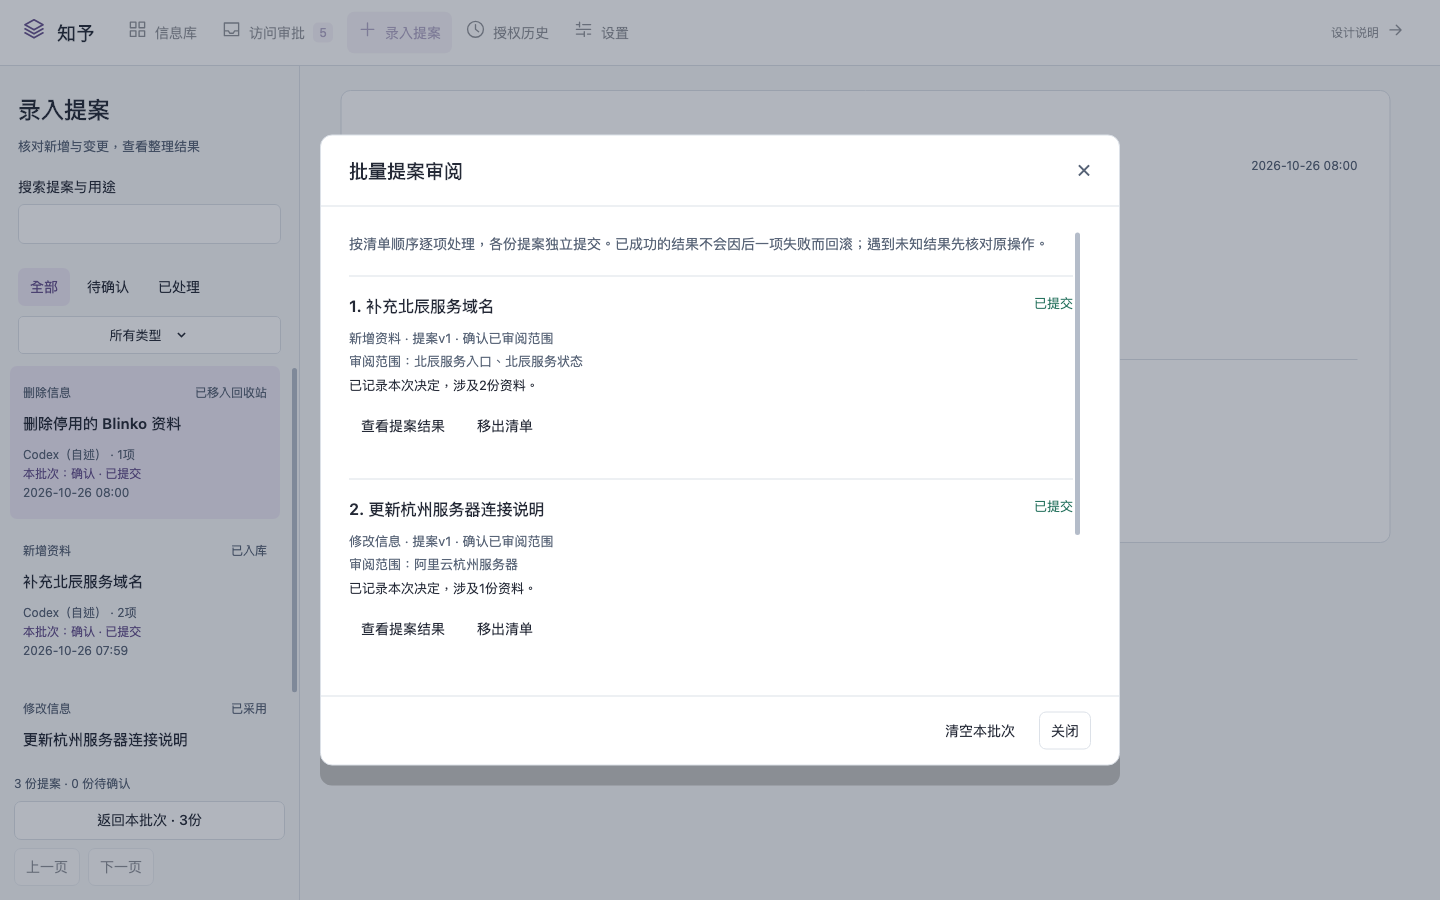 知予
信息库
访问审批 5
录入提案
授权历史
设置
设计说明
录入提案
核对新增与变更，查看整理结果
搜索提案与用途
全部
待确认
已处理
所有类型
删除信息
已移入回收站
删除停用的 Blinko 资料
Codex（自述） · 1项
本批次：确认 · 已提交
2026-10-26 08:00
新增资料
已入库
补充北辰服务域名
Codex（自述） · 2项
本批次：确认 · 已提交
2026-10-26 07:59
修改信息
已采用
更新杭州服务器连接说明
3 份提案 · 0 份待确认
返回本批次 · 3份
上一页
下一页
2026-10-26 08:00
批量提案审阅
按清单顺序逐项处理，各份提案独立提交。已成功的结果不会因后一项失败而回滚；遇到未知结果先核对原操作。
1. 补充北辰服务域名
已提交
新增资料 · 提案v1 · 确认已审阅范围
审阅范围：北辰服务入口、北辰服务状态
已记录本次决定，涉及2份资料。
查看提案结果
移出清单
2. 更新杭州服务器连接说明
已提交
修改信息 · 提案v1 · 确认已审阅范围
审阅范围：阿里云杭州服务器
已记录本次决定，涉及1份资料。
查看提案结果
移出清单
清空本批次
关闭